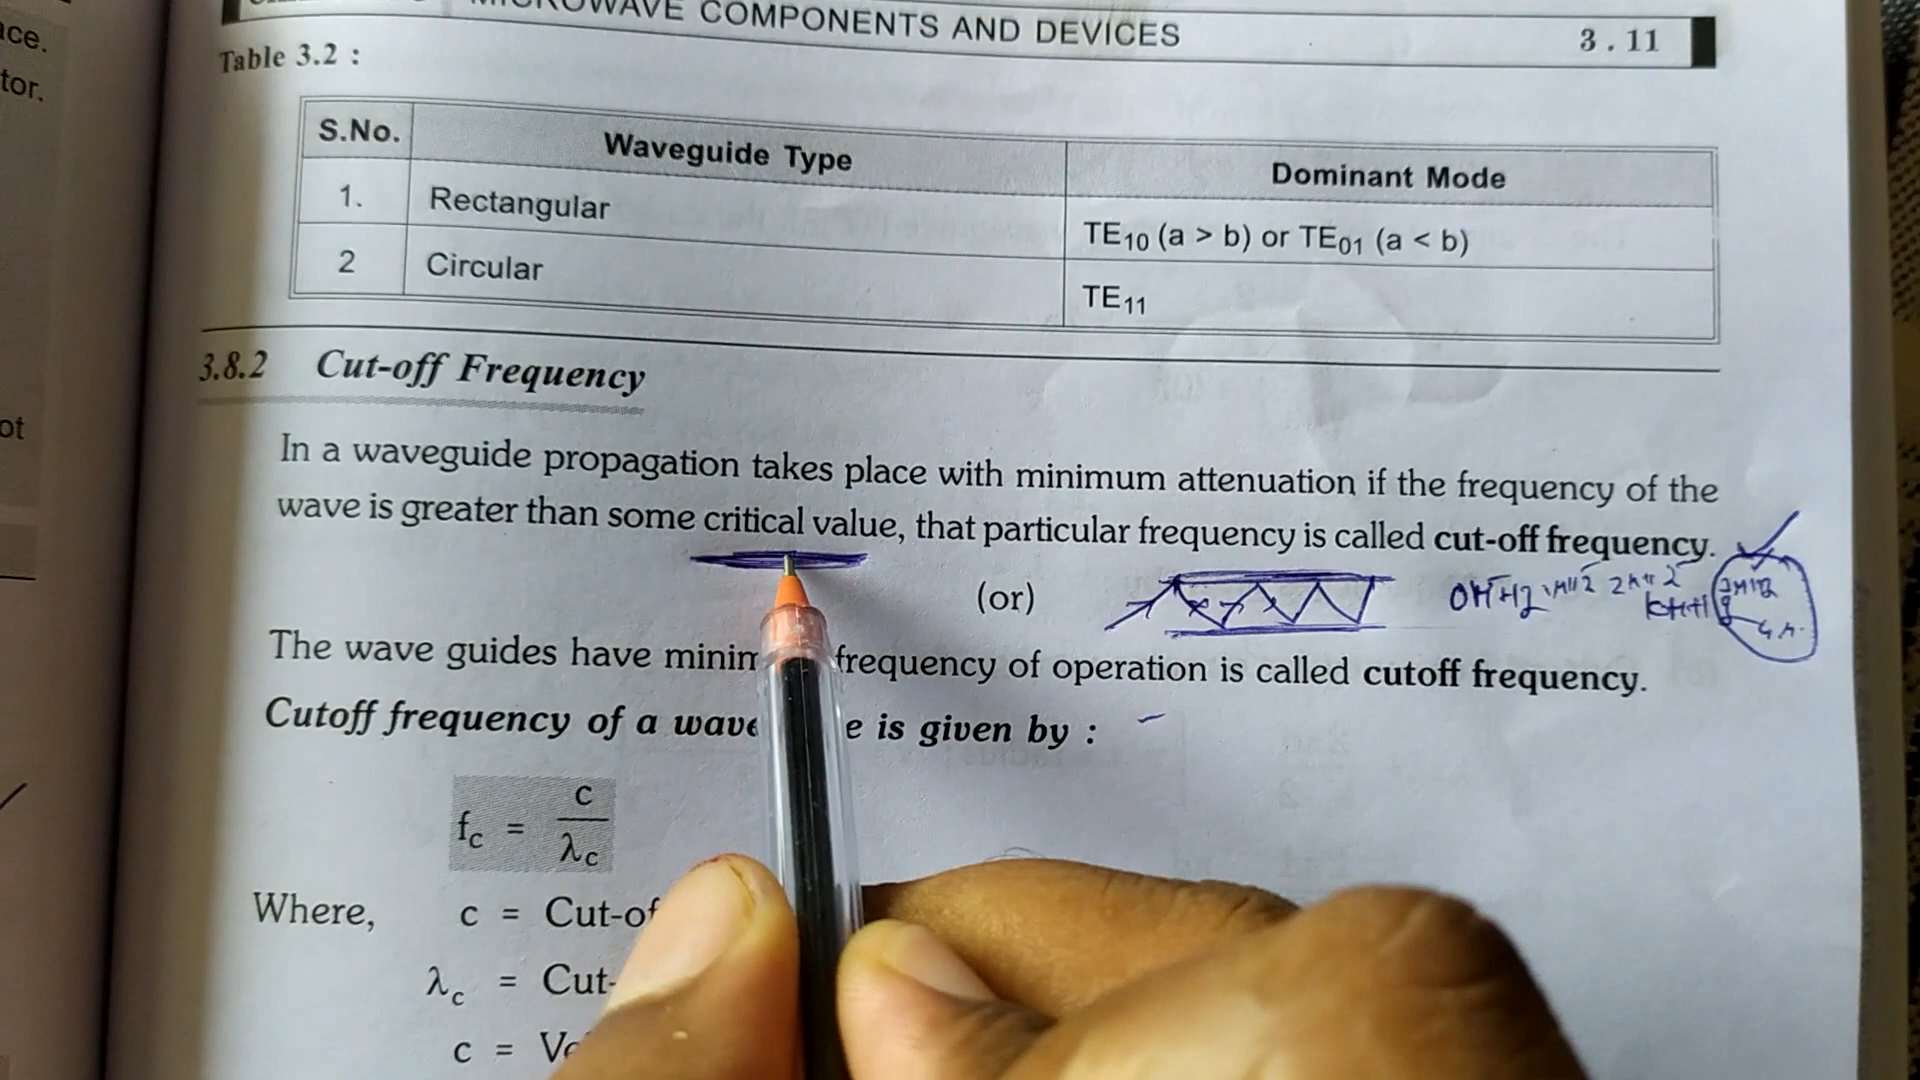 ace.
tor.
ot
MICROWAVE COMPONENTS AND DEVICES 3.11
Table 3.2 :
S.No. Waveguide Type Dominant Mode
1. Rectangular TE10 (a > b) or TE01 (a < b)
2 Circular TE11
3.8.2 Cut-off Frequency
In a waveguide propagation takes place with minimum attenuation if the frequency of the
wave is greater than some critical value, that particular frequency is called cut-off frequency.
(or)
The wave guides have frequency of operation is called cutoff frequency.
Cutoff frequency of a is given by :
fc = c / λc
Where, c = Cut-of
λc = Cut-
c =